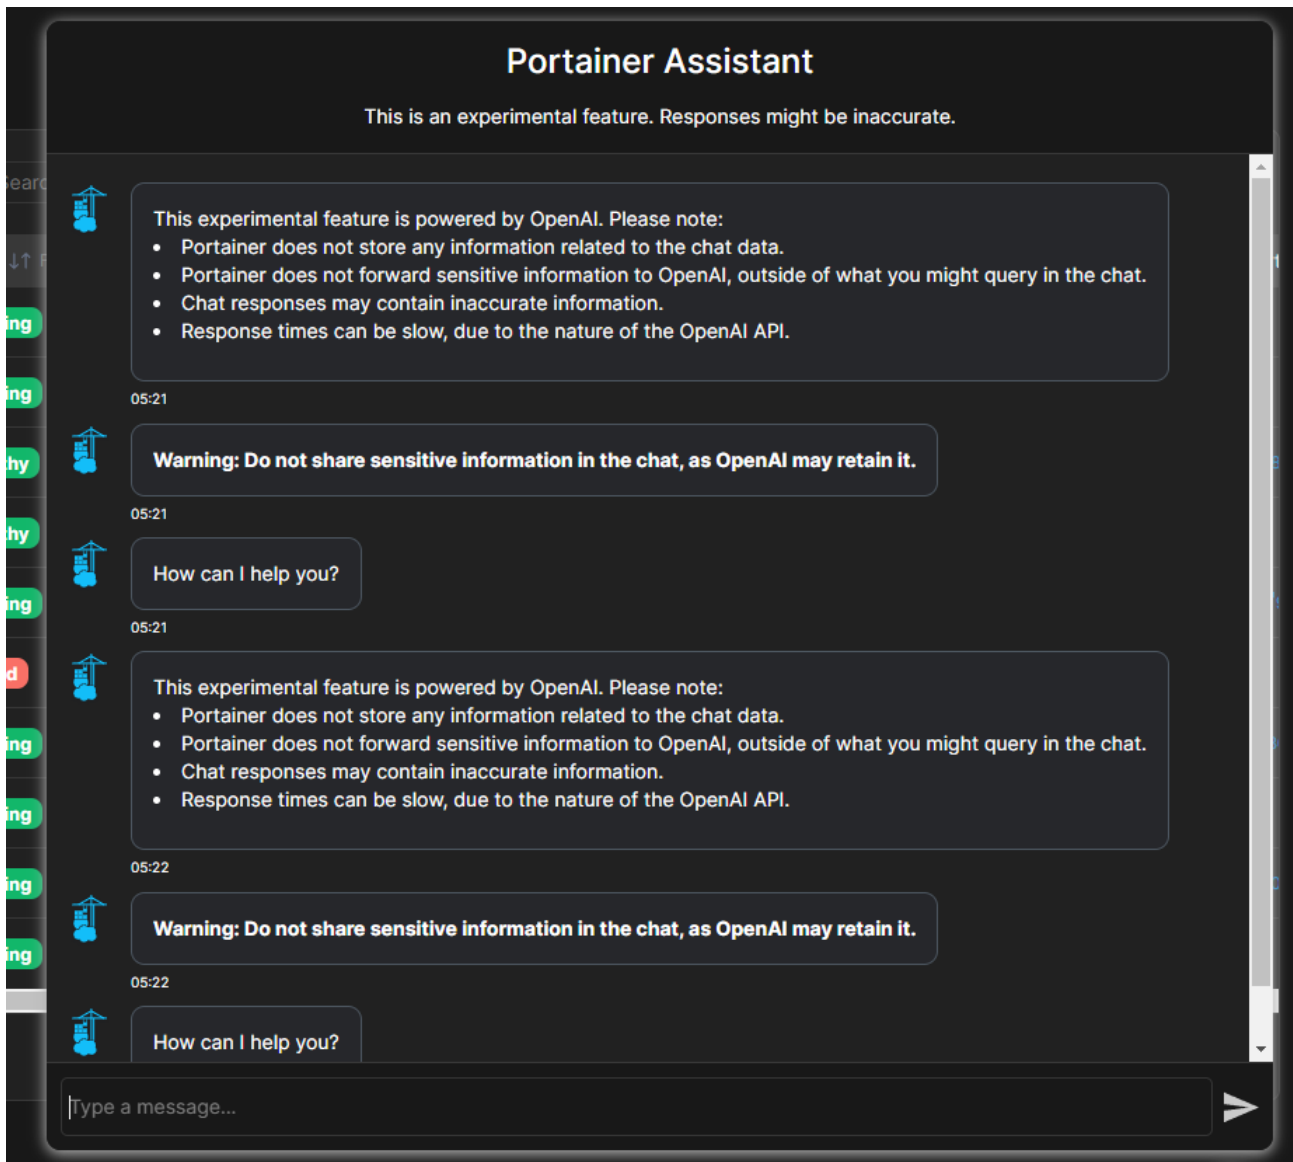 Portainer Assistant
This is an experimental feature. Responses might be inaccurate.
This experimental feature is powered by OpenAI. Please note:
• Portainer does not store any information related to the chat data.
• Portainer does not forward sensitive information to OpenAI, outside of what you might query in the chat.
• Chat responses may contain inaccurate information.
• Response times can be slow, due to the nature of the OpenAI API.
05:21
Warning: Do not share sensitive information in the chat, as OpenAI may retain it.
05:21
How can I help you?
05:21
This experimental feature is powered by OpenAI. Please note:
• Portainer does not store any information related to the chat data.
• Portainer does not forward sensitive information to OpenAI, outside of what you might query in the chat.
• Chat responses may contain inaccurate information.
• Response times can be slow, due to the nature of the OpenAI API.
05:22
Warning: Do not share sensitive information in the chat, as OpenAI may retain it.
05:22
How can I help you?
Type a message...